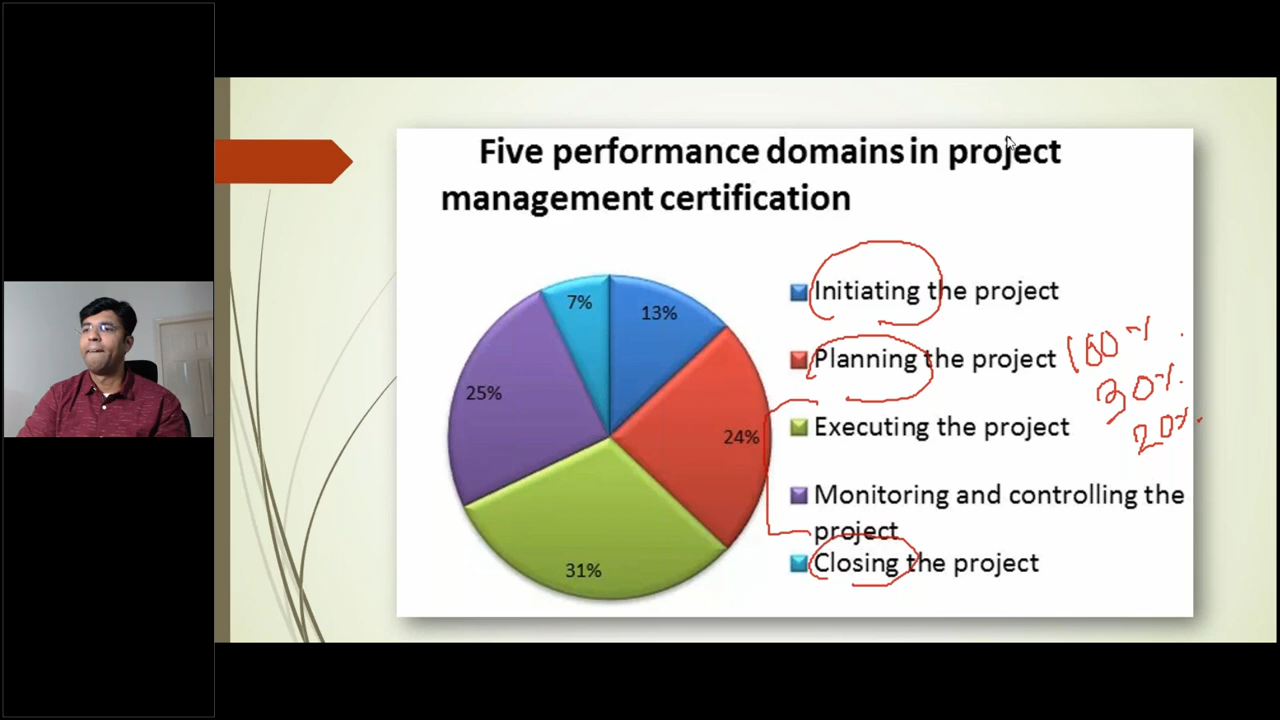 Five performance domains in project
management certification
7%
13%
25%
24%
31%
Initiating the project
Planning the project
Executing the project
Monitoring and controlling the
project
Closing the project
100%
30%
20%